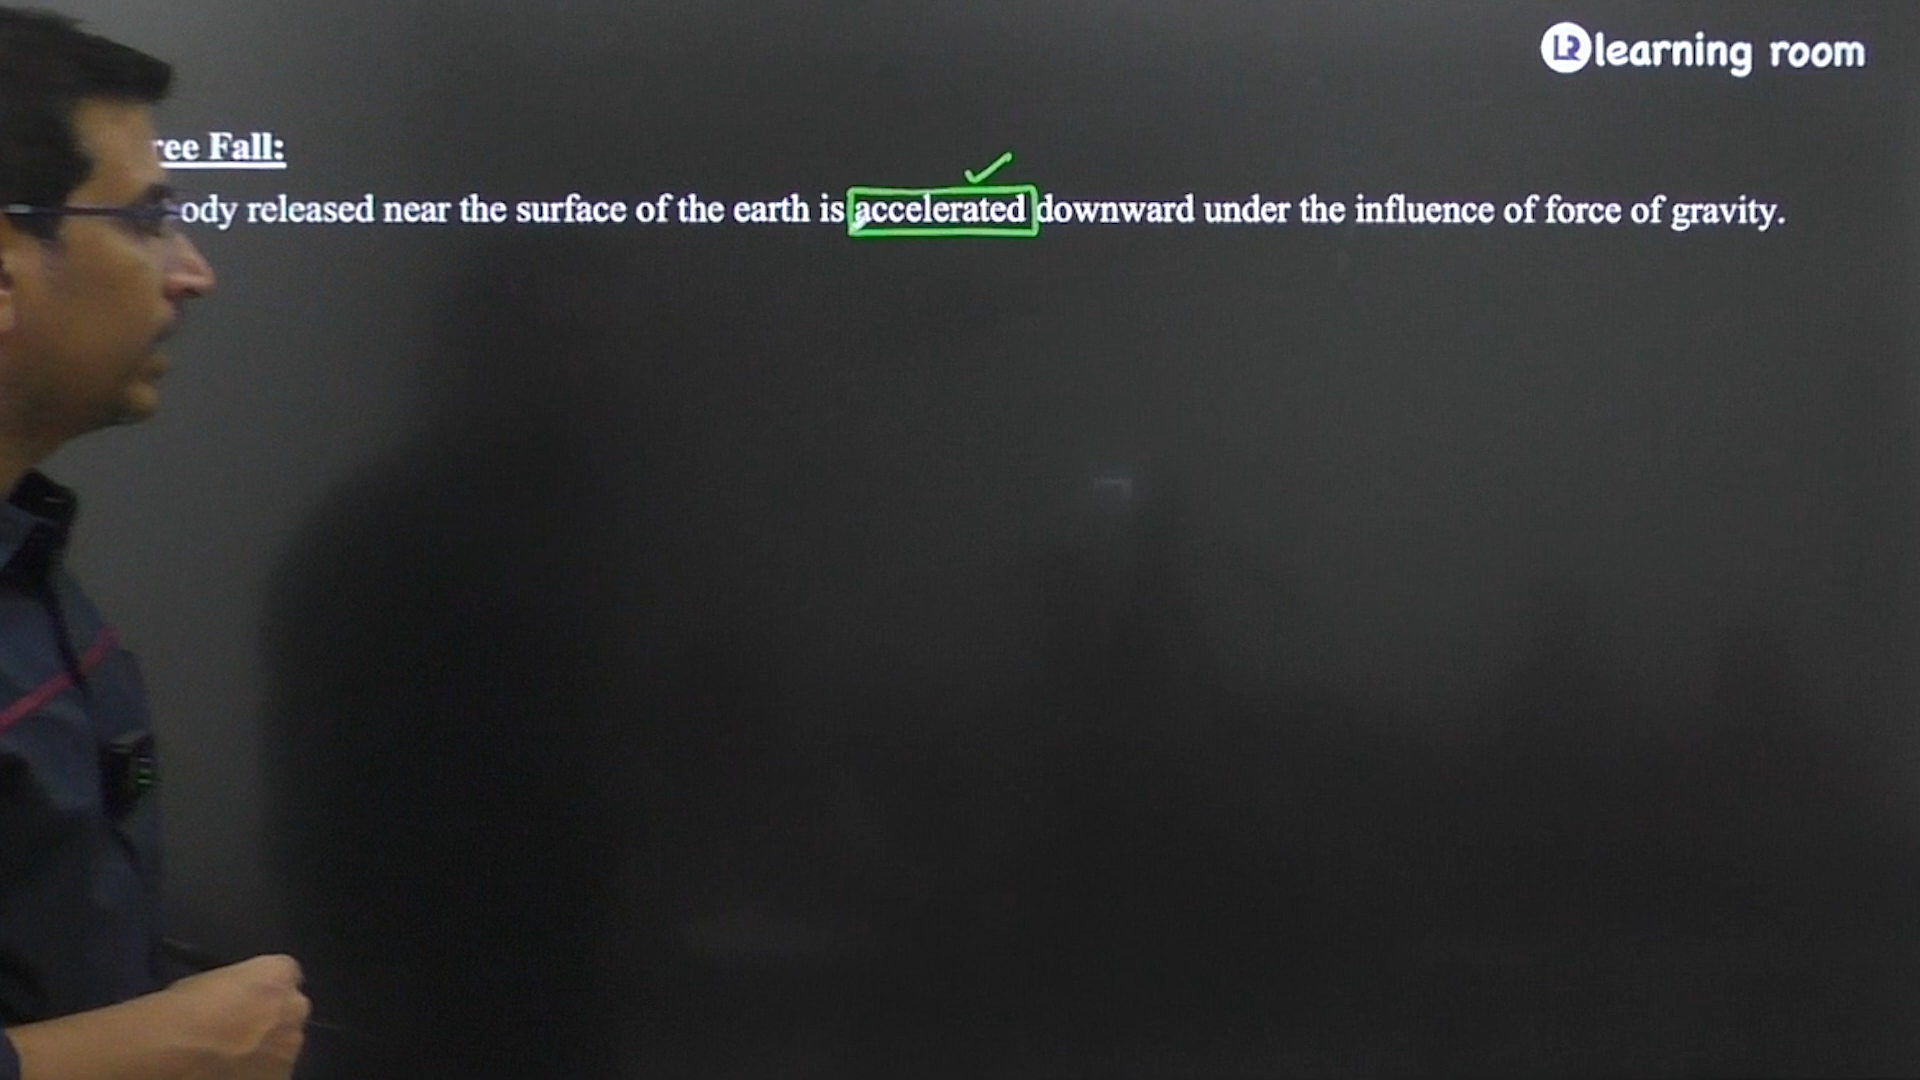 learning room
ree Fall:
ody released near the surface of the earth is accelerated downward under the influence of force of gravity.